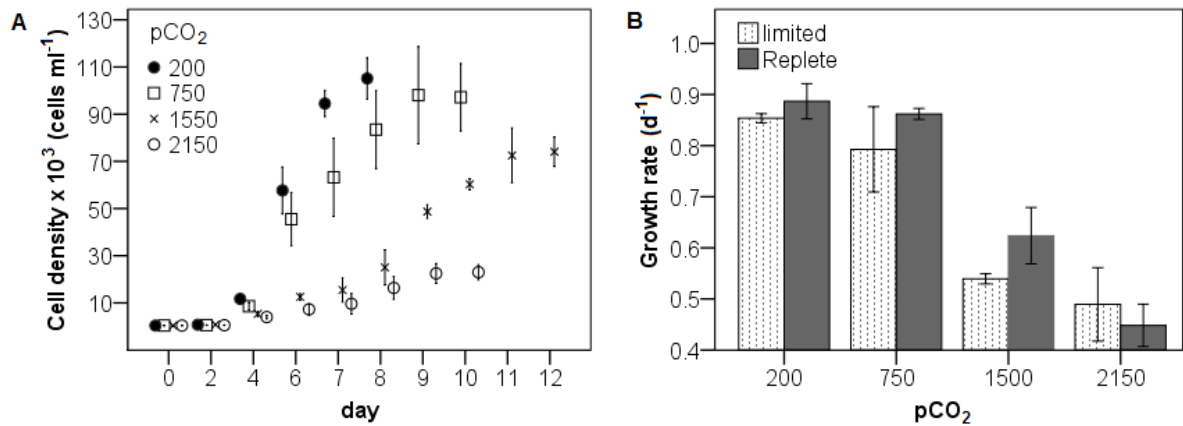 A
pCO₂
200
750
1550
2150
Cell density x 10³ (cells ml⁻¹)
130
110
90
70
50
30
10
0 2 4 6 7 8 9 10 11 12
day
B
limited
Replete
Growth rate (d⁻¹)
1.0
0.9
0.8
0.7
0.6
0.5
0.4
200 750 1500 2150
pCO₂